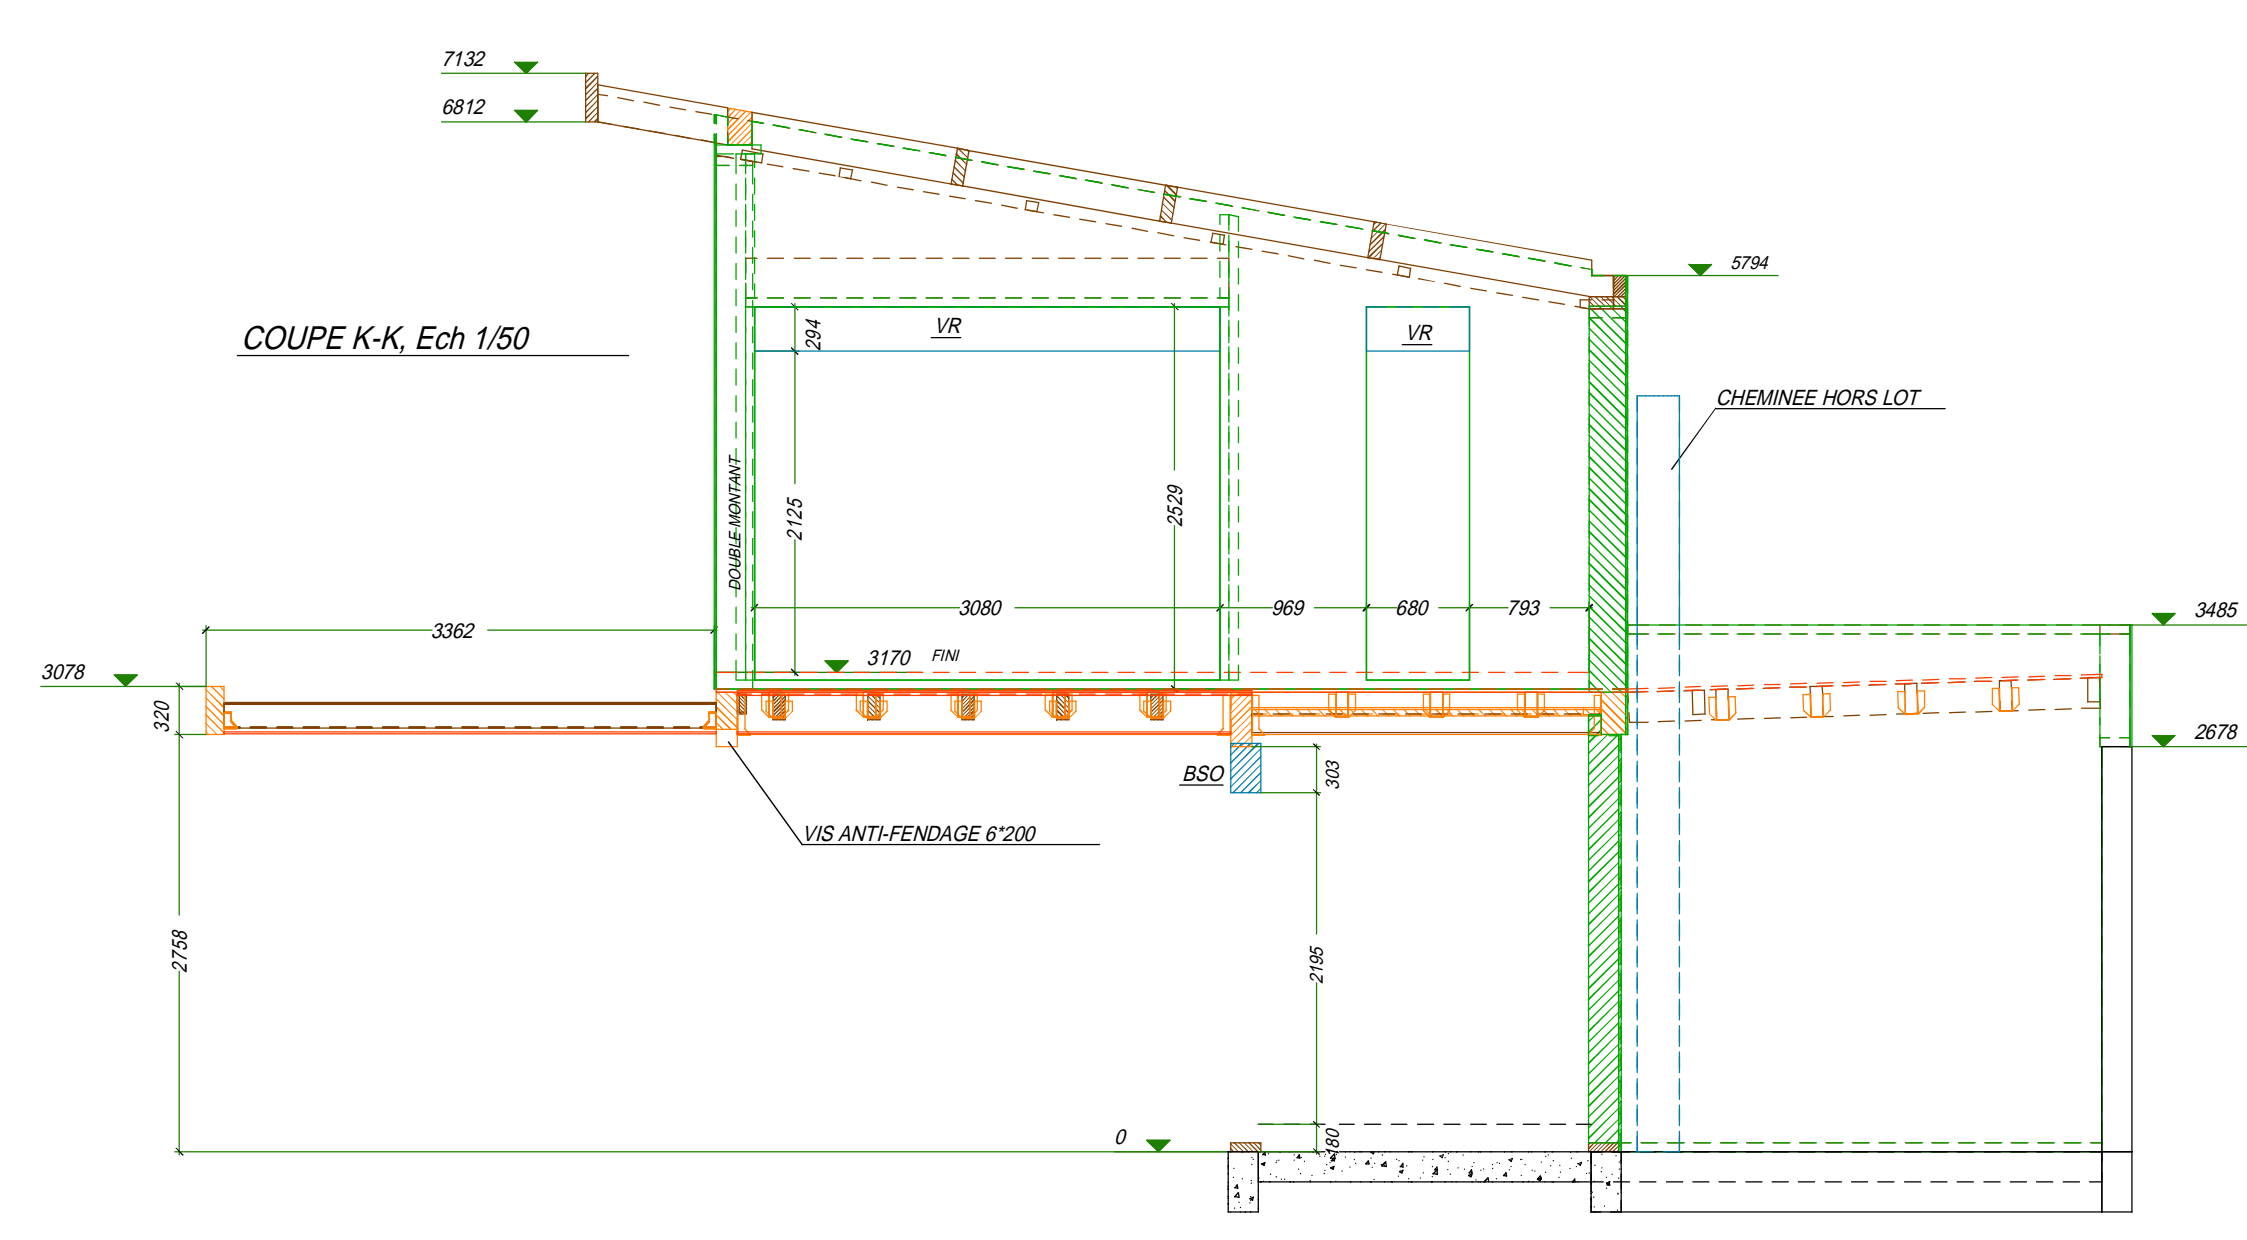 7132
6812
5794
COUPE K-K, Ech 1/50
294
VR
VR
CHEMINEE HORS LOT
DOUBLE MONTANT
2125
2529
3080
969
680
793
3362
3485
3170 FINI
3078
320
2678
BSO
303
VIS ANTI-FENDAGE 6*200
2758
2195
0
180